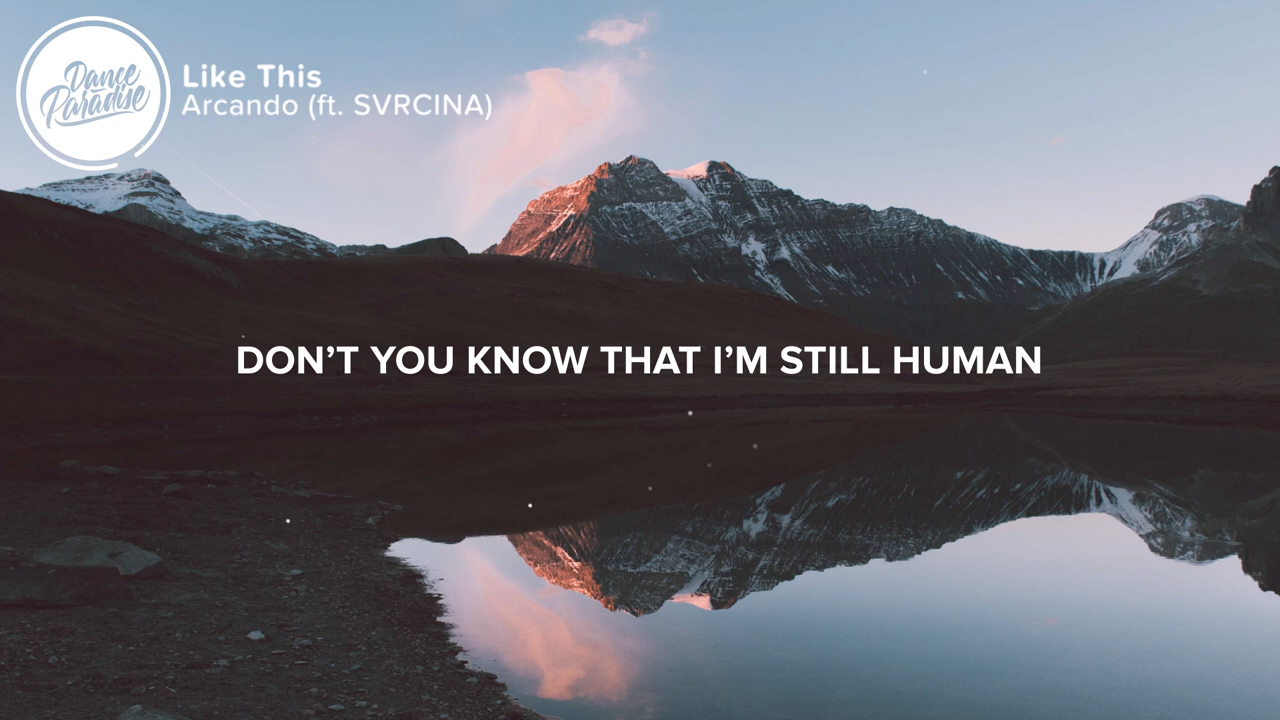 Dance
Paradise
Like This
Arcando (ft. SVRCINA)
DON’T YOU KNOW THAT I’M STILL HUMAN